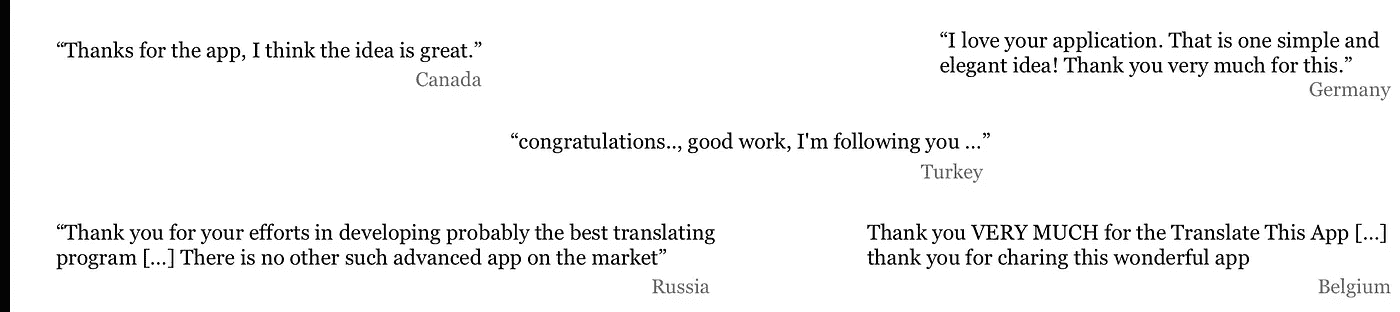 “Thanks for the app, I think the idea is great.”
Canada
“I love your application. That is one simple and
elegant idea! Thank you very much for this.”
Germany
“congratulations.., good work, I'm following you ...”
Turkey
“Thank you for your efforts in developing probably the best translating
program [...] There is no other such advanced app on the market”
Russia
Thank you VERY MUCH for the Translate This App [...]
thank you for charing this wonderful app
Belgium